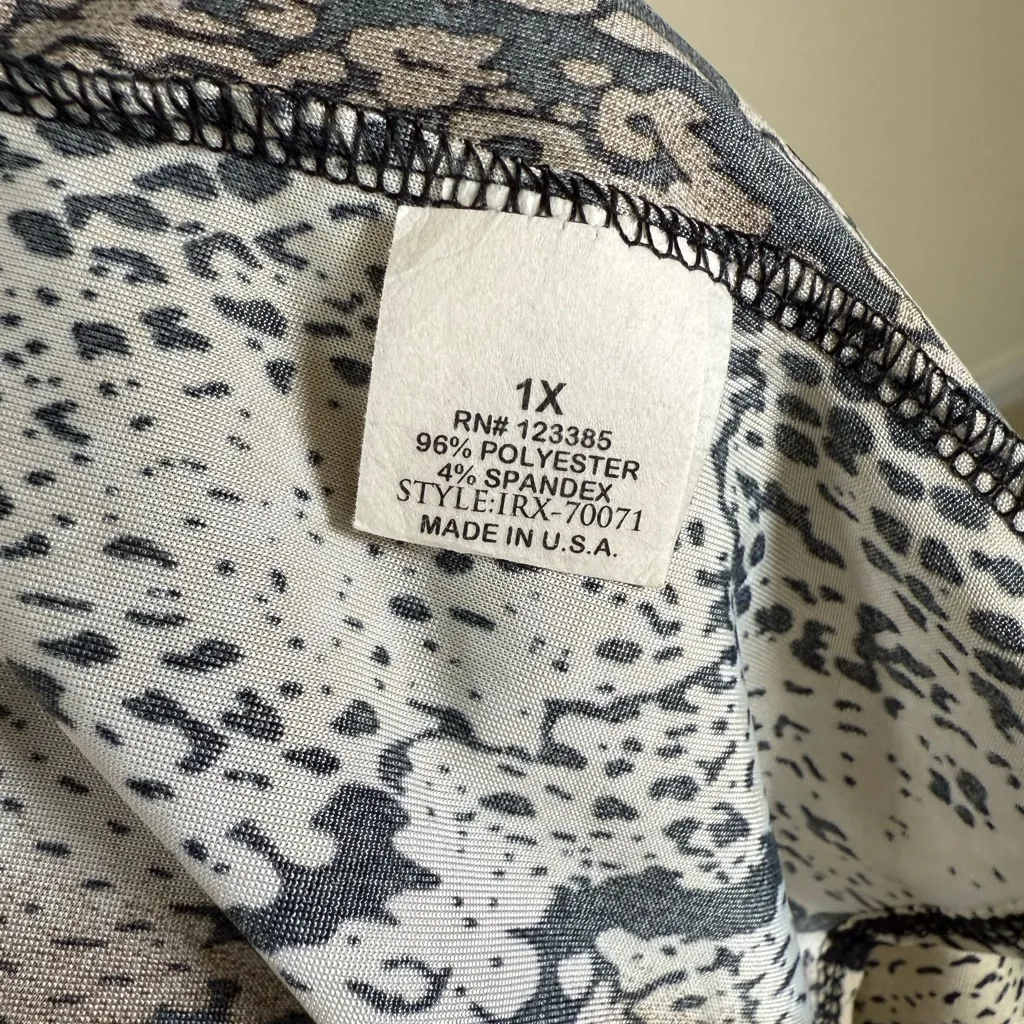 1X
RN# 123385
96% POLYESTER
4% SPANDEX
STYLE:IRX-70071
MADE IN U.S.A.